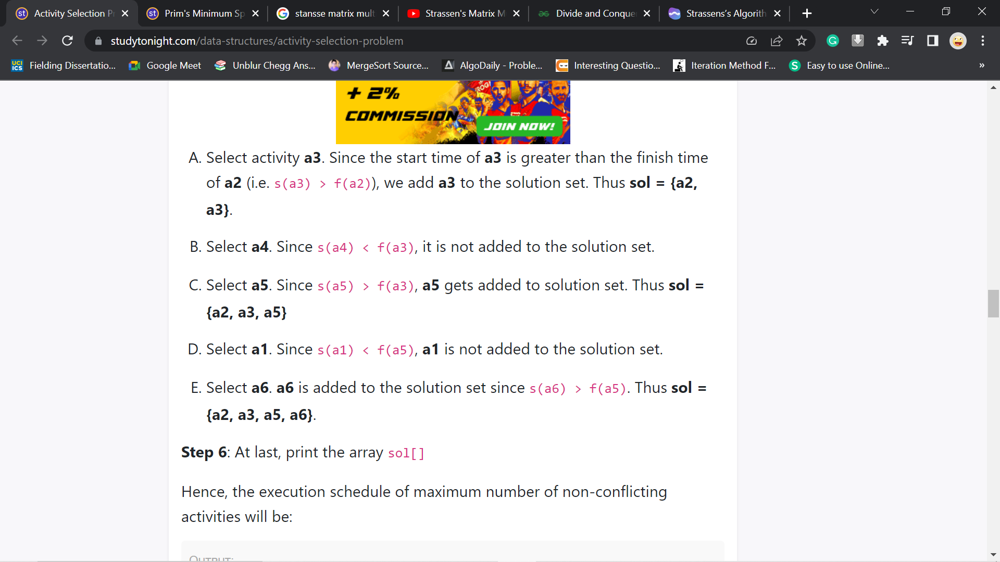 st Activity Selection P
st Prim's Minimum Sp
stansse matrix mult
Strassen's Matrix M
Divide and Conque
Strassens's Algorith
studytonight.com/data-structures/activity-selection-problem
UCI ICS Fielding Dissertatio...
Google Meet
Unblur Chegg Ans...
MergeSort Source...
AlgoDaily - Proble...
Interesting Questio...
Iteration Method F...
S Easy to use Online...
»
+ 2%
COMMISSION
JOIN NOW!
A. Select activity a3. Since the start time of a3 is greater than the finish time
of a2 (i.e. s(a3) > f(a2)), we add a3 to the solution set. Thus sol = {a2,
a3}.
B. Select a4. Since s(a4) < f(a3), it is not added to the solution set.
C. Select a5. Since s(a5) > f(a3), a5 gets added to solution set. Thus sol =
{a2, a3, a5}
D. Select a1. Since s(a1) < f(a5), a1 is not added to the solution set.
E. Select a6. a6 is added to the solution set since s(a6) > f(a5). Thus sol =
{a2, a3, a5, a6}.
Step 6: At last, print the array sol[]
Hence, the execution schedule of maximum number of non-conflicting
activities will be:
OUTPUT: